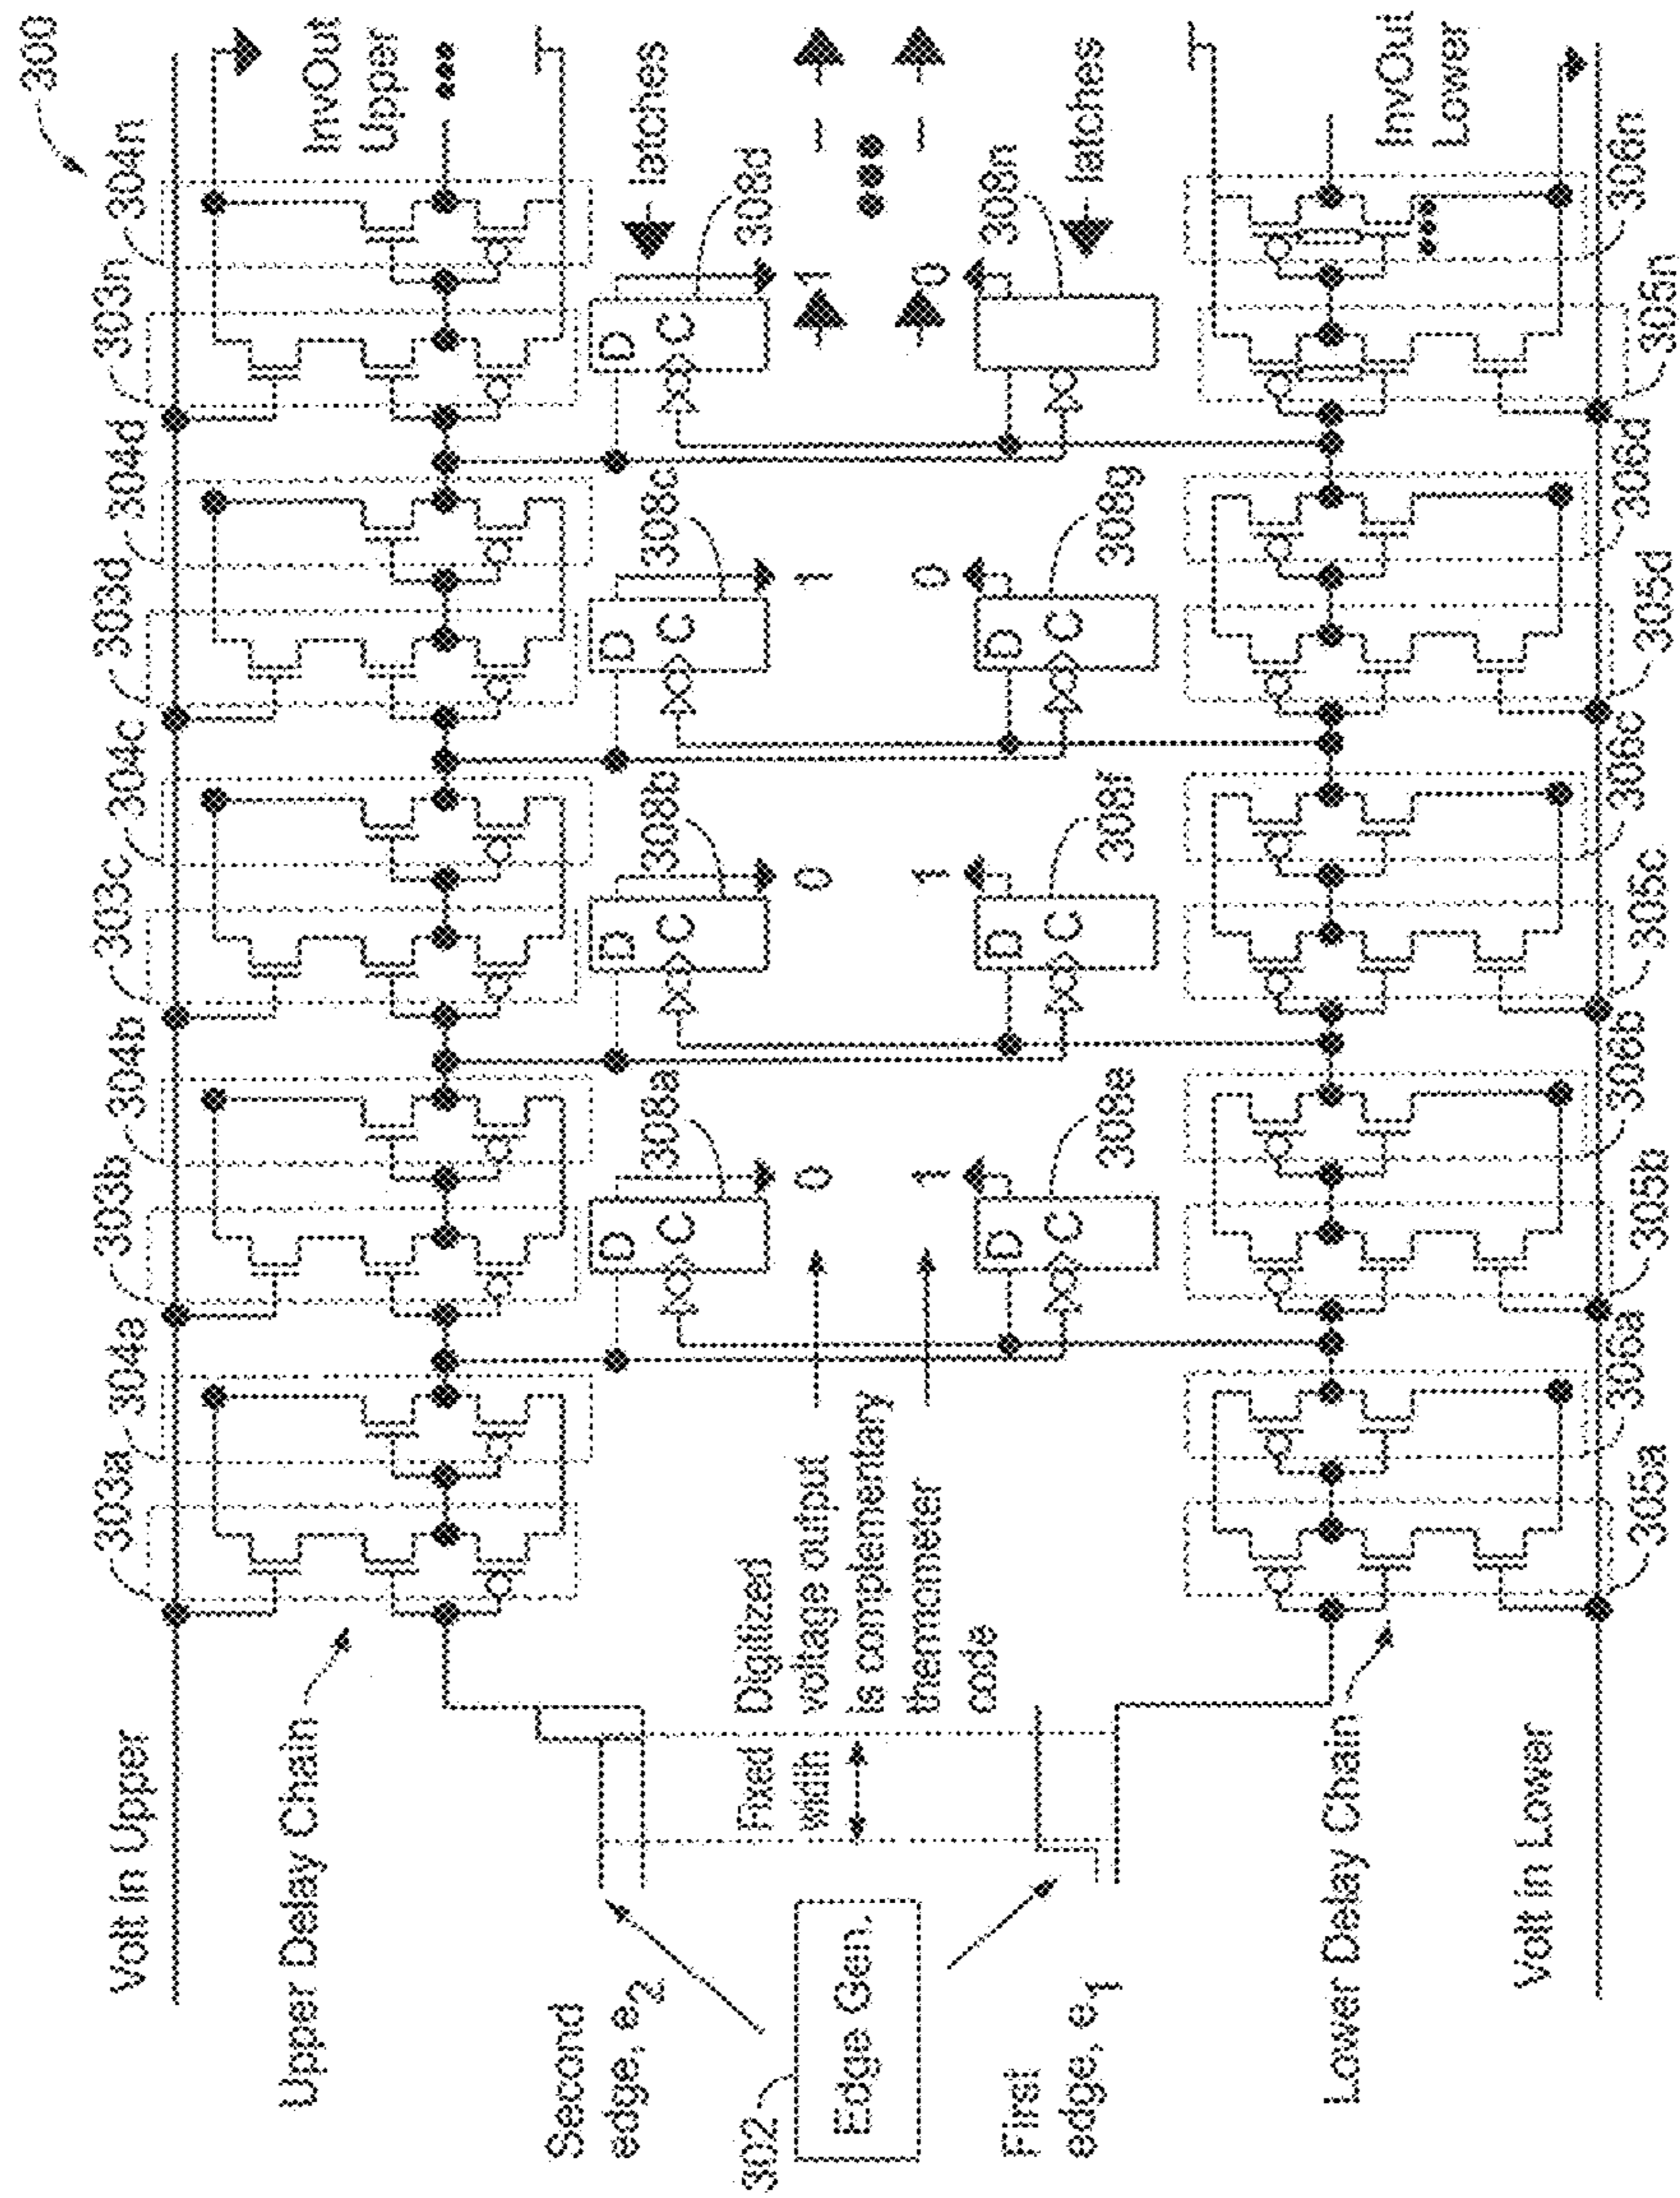 300
Volt in Upper
303a
304a
303b
304b
303c
304c
303d
304d
303n
304n
Upper Delay Chain
InvOut
Upper
Second
edge, e2
D
C
308a
D
C
308b
D
C
308c
D
C
308d
latches
302
Edge Gen.
Fixed
width
Digitized
voltage output
is complementary
thermometer
code
0
0
1
1
1
1
0
0
First
edge, e1
D
C
308e
D
C
308f
D
C
308g
308n
latches
Lower Delay Chain
InvOut
Lower
Volt in Lower
305a
306a
305b
306b
305c
306c
305d
306d
305n
306n